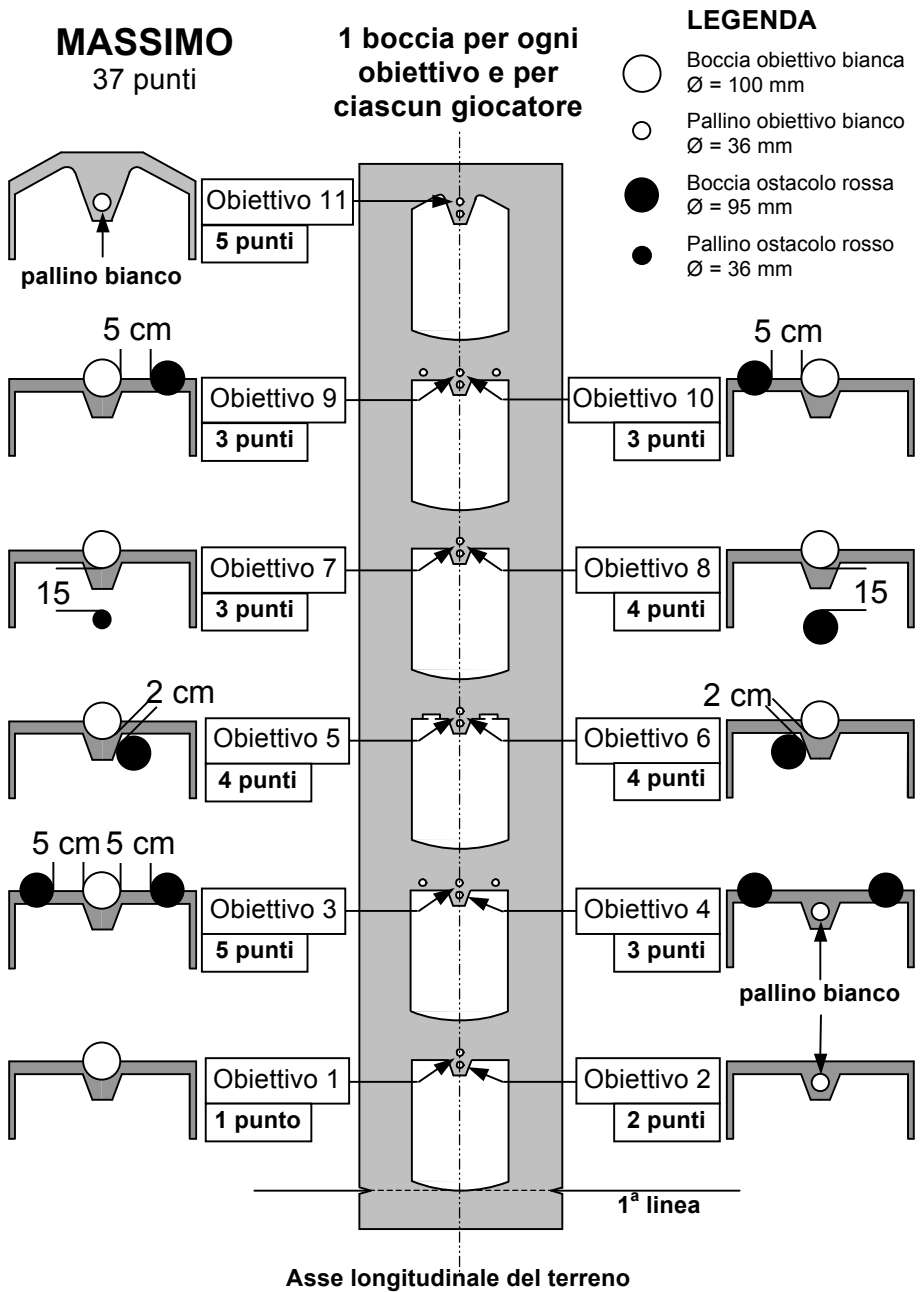 MASSIMO
37 punti
1 boccia per ogni
obiettivo e per
ciascun giocatore
LEGENDA
Boccia obiettivo bianca
Ø = 100 mm
Pallino obiettivo bianco
Ø = 36 mm
Boccia ostacolo rossa
Ø = 95 mm
Pallino ostacolo rosso
Ø = 36 mm
Obiettivo 11
5 punti
pallino bianco
5 cm
Obiettivo 9
3 punti
5 cm
Obiettivo 10
3 punti
15
Obiettivo 7
3 punti
Obiettivo 8
4 punti
15
2 cm
Obiettivo 5
4 punti
2 cm
Obiettivo 6
4 punti
5 cm 5 cm
Obiettivo 3
5 punti
Obiettivo 4
3 punti
pallino bianco
Obiettivo 1
1 punto
Obiettivo 2
2 punti
1ª linea
Asse longitudinale del terreno